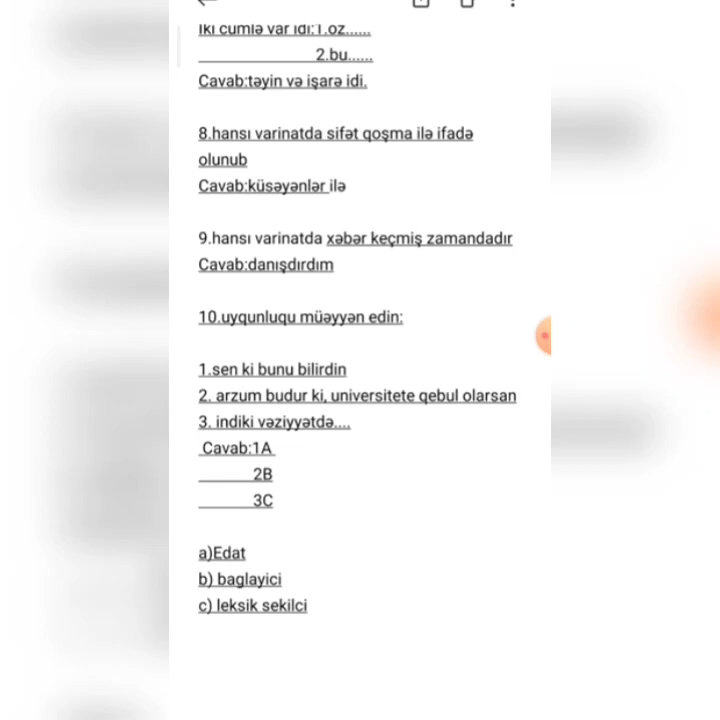 İki cümlə var idi:1.öz......
2.bu......
Cavab:təyin və işarə idi.
8.hansı varinatda sifət qoşma ilə ifadə
olunub
Cavab:küsəyənlər ilə
9.hansı varinatda xəbər keçmiş zamandadır
Cavab:danışdırdım
10.uyqunluqu müəyyən edin:
1.sen ki bunu bilirdin
2. arzum budur ki, universitete qebul olarsan
3. indiki vəziyyətdə....
Cavab:1A
2B
3C
a)Edat
b) baglayici
c) leksik sekilci